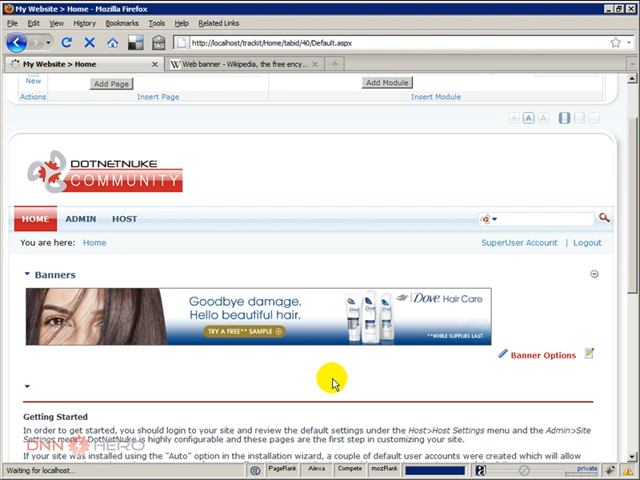 My Website > Home - Mozilla Firefox
File Edit View History Bookmarks Tools Help Related Links
http://localhost/trackit/Home/tabid/40/Default.aspx
My Website > Home
Web banner - Wikipedia, the free ency...
New
Add Page
Add Module
Actions
Insert Page
Insert Module
A A A
DOTNETNUKE
COMMUNITY
HOME ADMIN HOST
You are here: Home
SuperUser Account | Logout
Banners
Goodbye damage.
Hello beautiful hair.
TRY A FREE** SAMPLE
Dove Hair Care
**WHILE SUPPLIES LAST.
Banner Options
Getting Started
In order to get started, you should login to your site and review the default settings under the Host>Host Settings menu and the Admin>Site
Settings menu. DotNetNuke is highly configurable and these pages are the first step in customizing your site.
If your site was installed using the "Auto" option in the installation wizard, a couple of default user accounts were created which will allow
DNN HERO
Waiting for localhost...
PageRank Alexa Compete mozRank
private